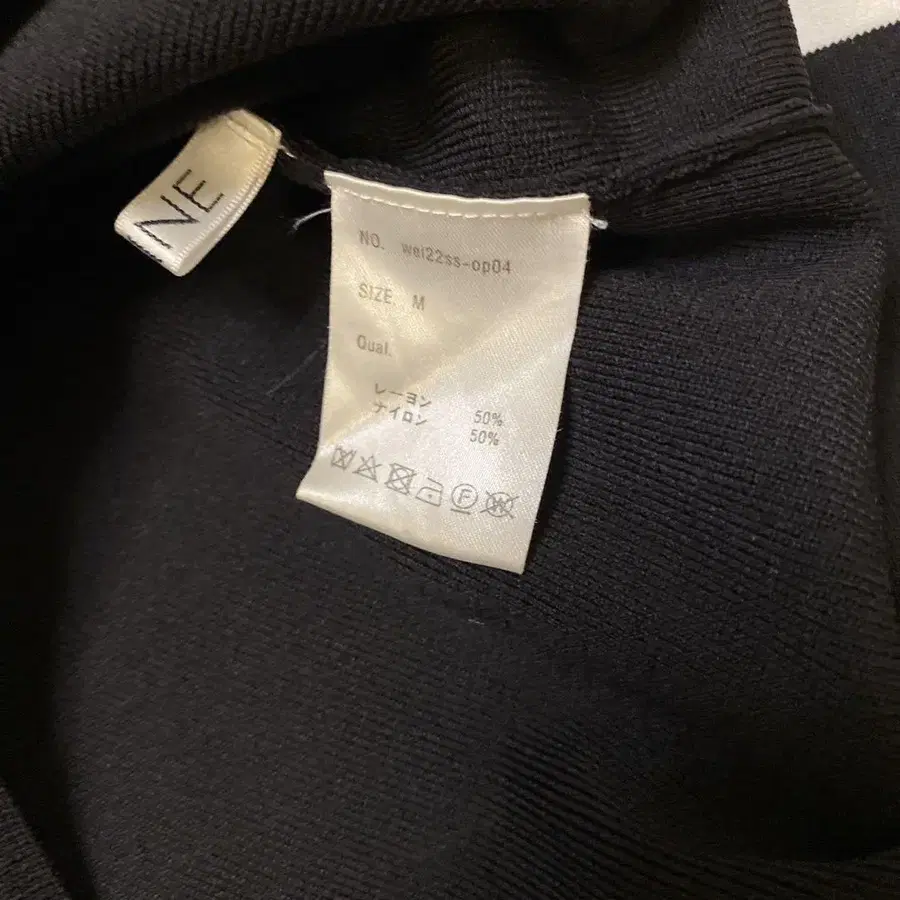 NE
NO. wei22ss-op04
SIZE. M
Qual.
レーヨン 50%
ナイロン 50%
F W